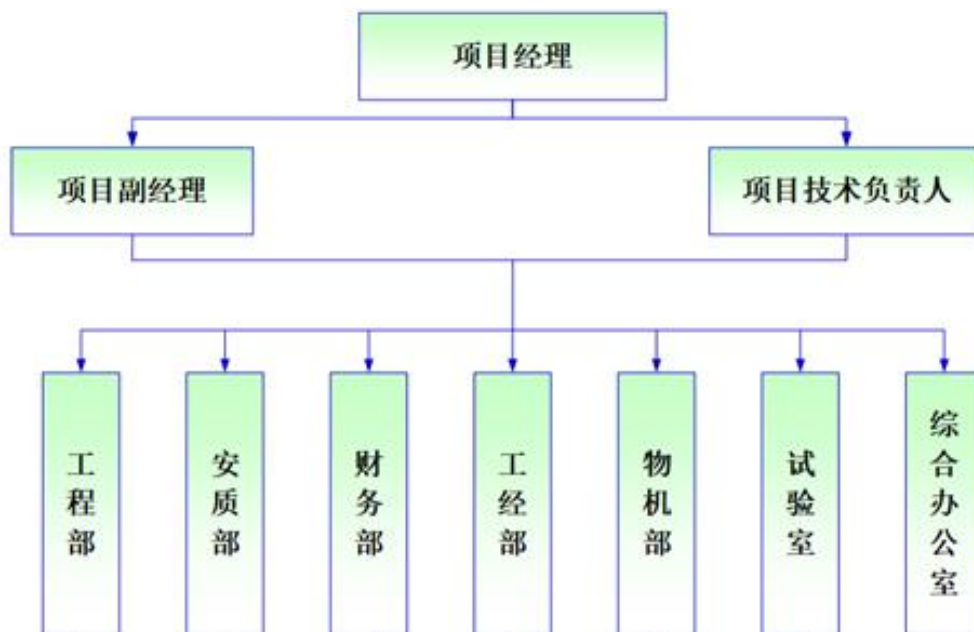 项目经理
项目副经理
项目技术负责人
工程部
安质部
财务部
工经部
物机部
试验室
综合办公室